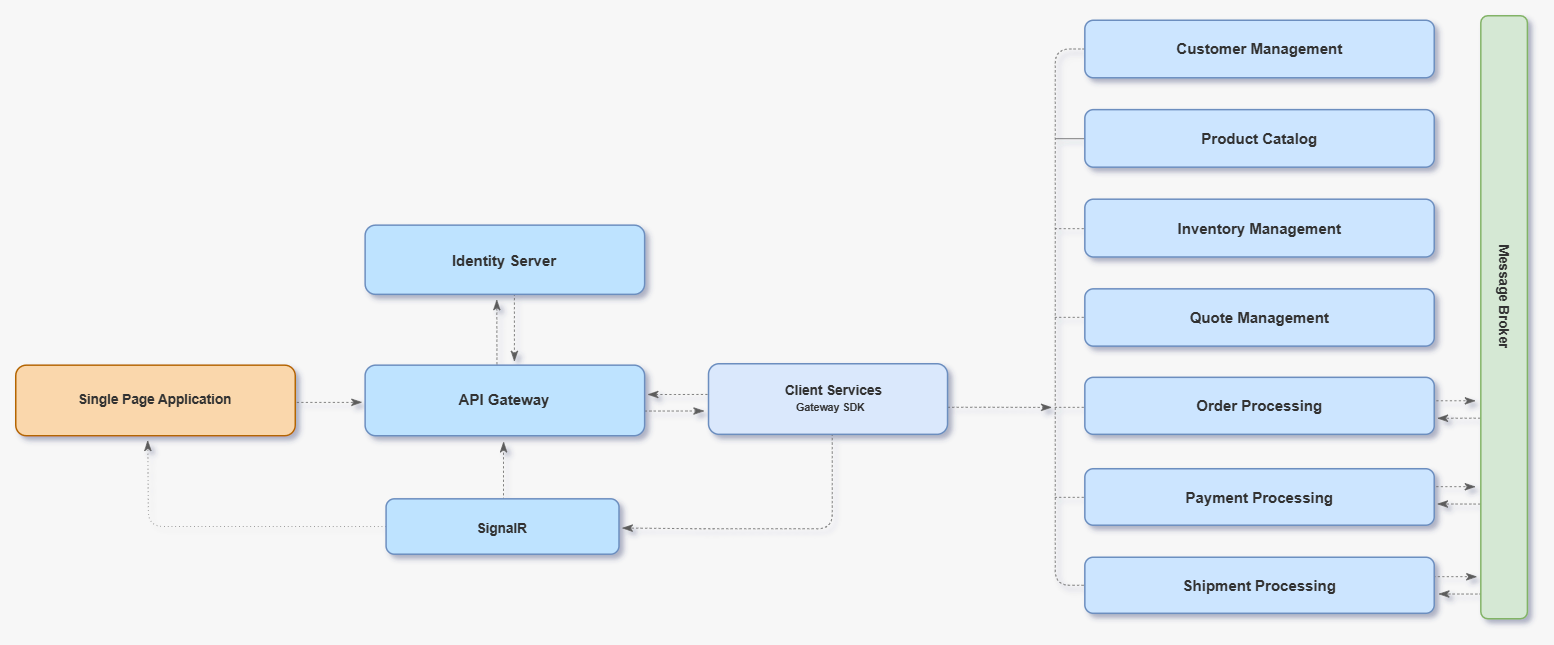 Customer Management
Product Catalog
Inventory Management
Quote Management
Order Processing
Payment Processing
Shipment Processing
Message Broker
Identity Server
Single Page Application
API Gateway
Client Services
Gateway SDK
SignalR